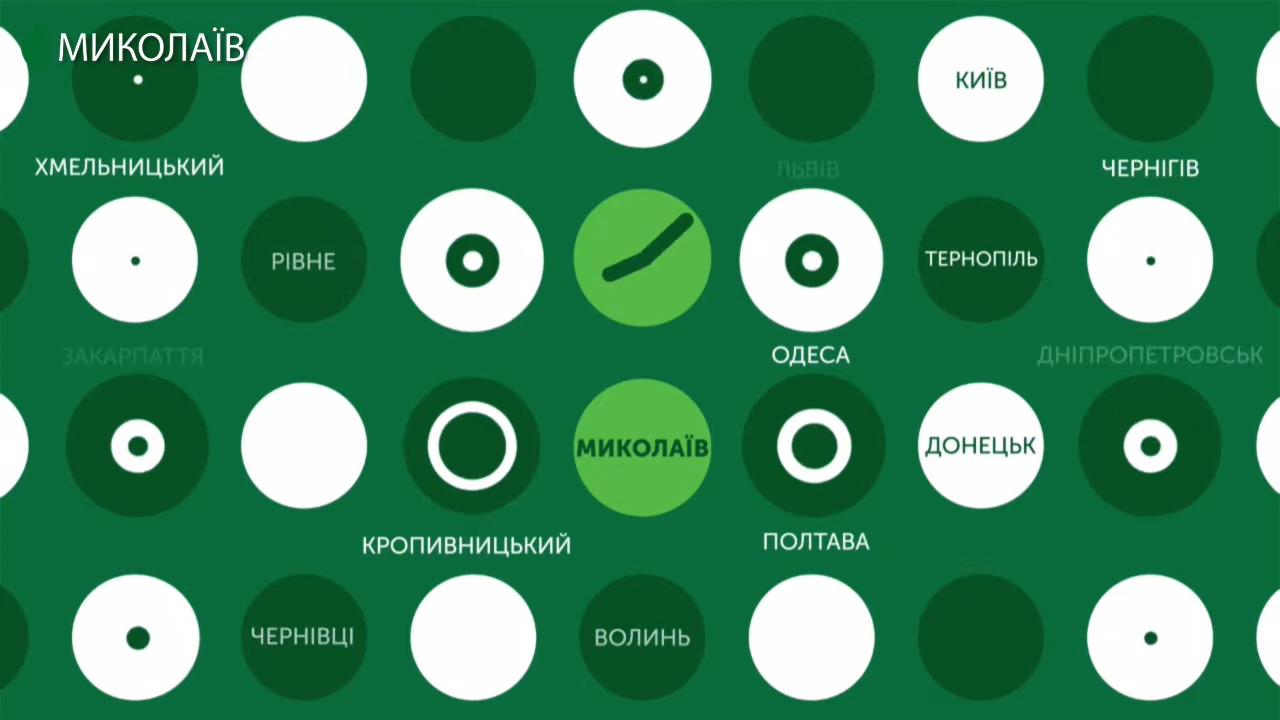 МИКОЛАЇВ
КИЇВ
ХМЕЛЬНИЦЬКИЙ
ЛЬВІВ
ЧЕРНІГІВ
РІВНЕ
ТЕРНОПІЛЬ
ЗАКАРПАТТЯ
ОДЕСА
ДНІПРОПЕТРОВСЬК
МИКОЛАЇВ
ДОНЕЦЬК
КРОПИВНИЦЬКИЙ
ПОЛТАВА
ЧЕРНІВЦІ
ВОЛИНЬ